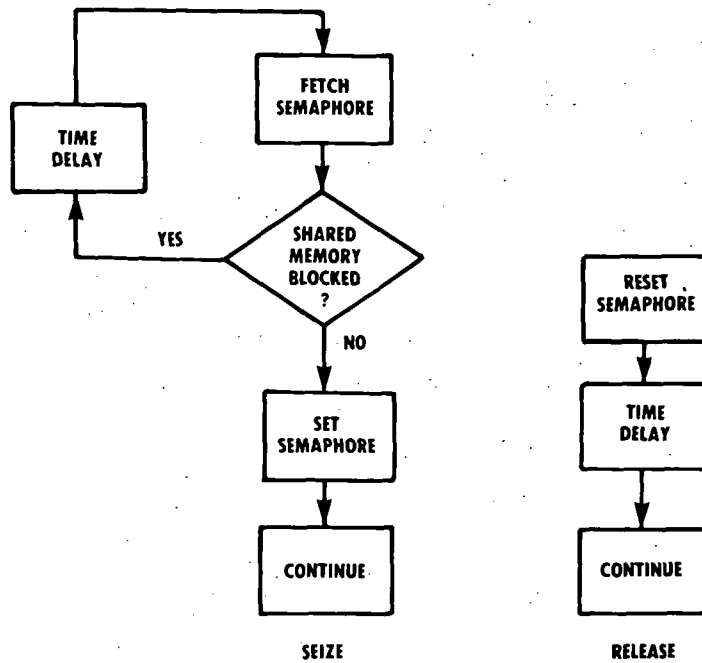 FETCH
SEMAPHORE
TIME
DELAY
YES
SHARED
MEMORY
BLOCKED
?
NO
SET
SEMAPHORE
CONTINUE
SEIZE
RESET
SEMAPHORE
TIME
DELAY
CONTINUE
RELEASE